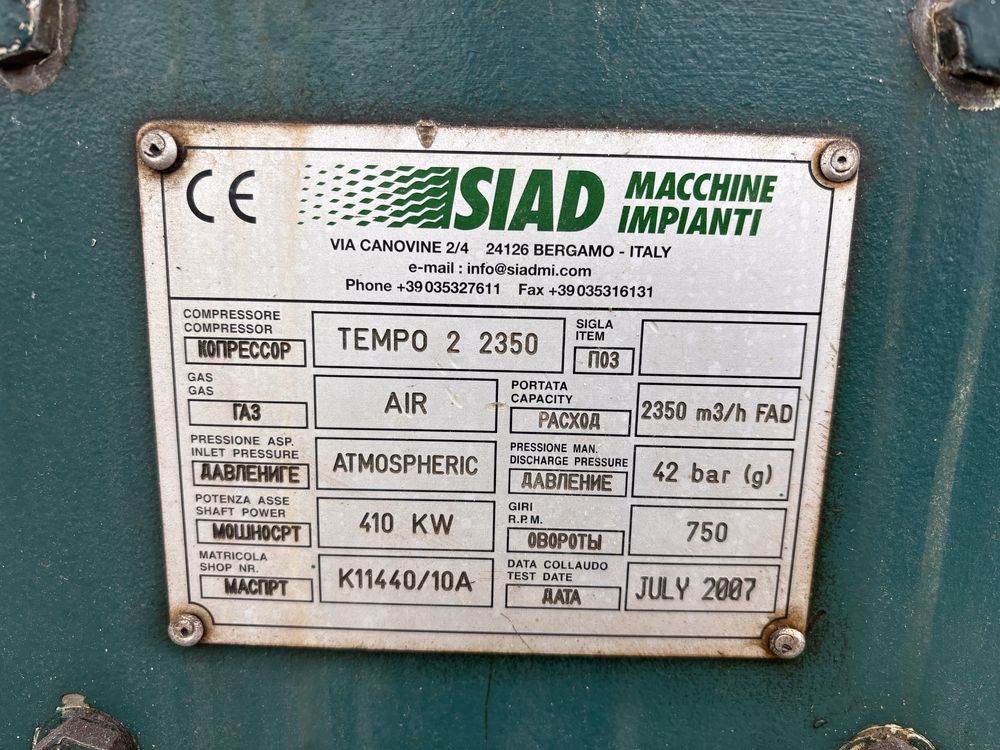 CE SIAD MACCHINE IMPIANTI
VIA CANOVINE 2/4 24126 BERGAMO - ITALY
e-mail : info@siadmi.com
Phone +39035327611 Fax +39035316131
COMPRESSORE
COMPRESSOR
КОПРЕССОР
TEMPO 2 2350
SIGLA
ITEM
ПОЗ
GAS
GAS
ГАЗ
AIR
PORTATA
CAPACITY
РАСХОД
2350 m3/h FAD
PRESSIONE ASP.
INLET PRESSURE
ДАВЛЕНИГЕ
ATMOSPHERIC
PRESSIONE MAN.
DISCHARGE PRESSURE
ДАВЛЕНИЕ
42 bar (g)
POTENZA ASSE
SHAFT POWER
МОШНОСРТ
410 KW
GIRI
R.P.M.
ОВОРОТЫ
750
MATRICOLA
SHOP NR.
МАСПРТ
K11440/10A
DATA COLLAUDO
TEST DATE
ДАТА
JULY 2007